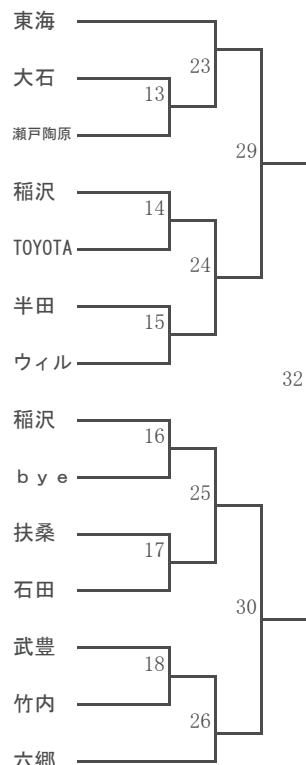 東海
23
大石
13
瀬戸陶原
29
稲沢
14
TOYOTA
24
半田
15
ウィル
32
稲沢
16
ｂｙｅ
25
扶桑
17
石田
30
武豊
18
竹内
26
六郷